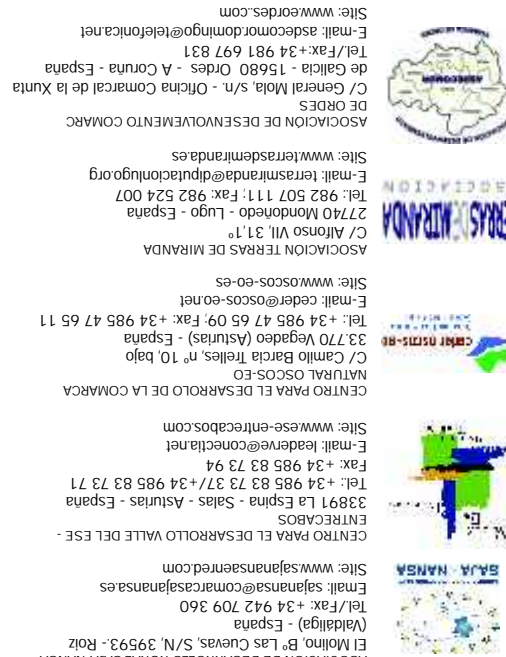 El Molino, Bº Las Cuevas, S/N, 39593.- Roiz
(Valdáliga) - España
Tel./Fax:+34 942 709 360
Email: sajanansa@comarcasajanansa.es
Site: www.sajanansaenred.com
SAJA - NANSA
CENTRO PARA EL DESARROLLO VALLE DEL ESE -
ENTRECABOS
33891 La Espina - Salas - Asturias - España
Tel.: +34 985 83 73 37/+34 985 83 73 71
Fax: +34 985 83 73 94
E-mail: leaderve@conectia.net
Site: www.ese-entrecabos.com
CENTRO PARA EL DESARROLLO DE LA COMARCA
NATURAL OSCOS-EO
C/ Camilo Barcia Trelles, nº 10, bajo
33.770 Vegadeo (Asturias) - España
Tel.: +34 985 47 65 09; Fax: +34 985 47 65 11
E-mail: ceder@oscos-eo.net
Site: www.oscos-eo-es
ASOCIACIÓN TERRAS DE MIRANDA
C/ Alfonso VII, 31,1º
27740 Mondoñedo - Lugo - España
Tel.: 982 507 111; Fax: 982 524 007
E-mail: terrasmiranda@diputacionlugo.org
Site: www.terrasdemiranda.es
ERRAS DE MIRANDA
ASOCIACION
ASOCIACIÓN DE DESENVOLVEMENTO COMARC
DE ORDES
C/ General Mola, s/n. - Oficina Comarcal de la Xunta
de Galicia - 15680 Ordes - A Coruña - España
Tel./Fax:+34 981 697 831
E-mail: asdecomor.domingo@telefonica.net
Site: www.eordes..com
ASDECOMOR